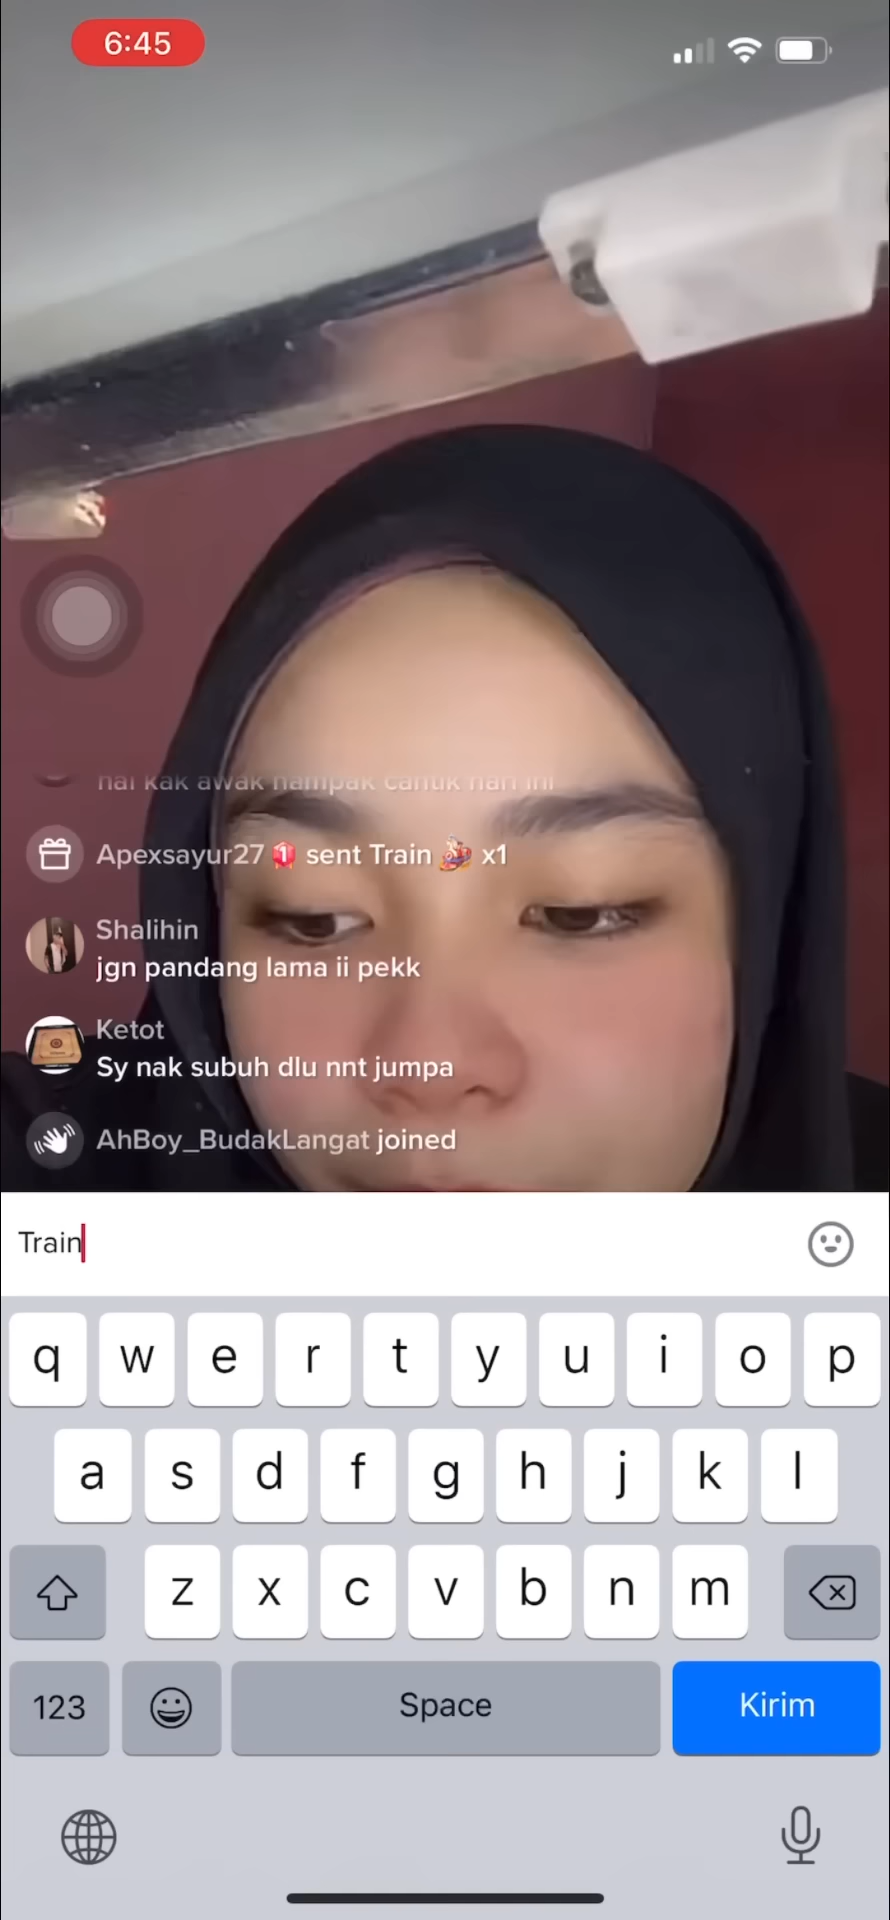 6:45
hai kak awak nampak cantik hari ini
Apexsayur27 1 sent Train x1
Shalihin
jgn pandang lama ii pekk
Ketot
Sy nak subuh dlu nnt jumpa
AhBoy_BudakLangat joined
Train
q w e r t y u i o p
a s d f g h j k l
z x c v b n m
123 Space Kirim